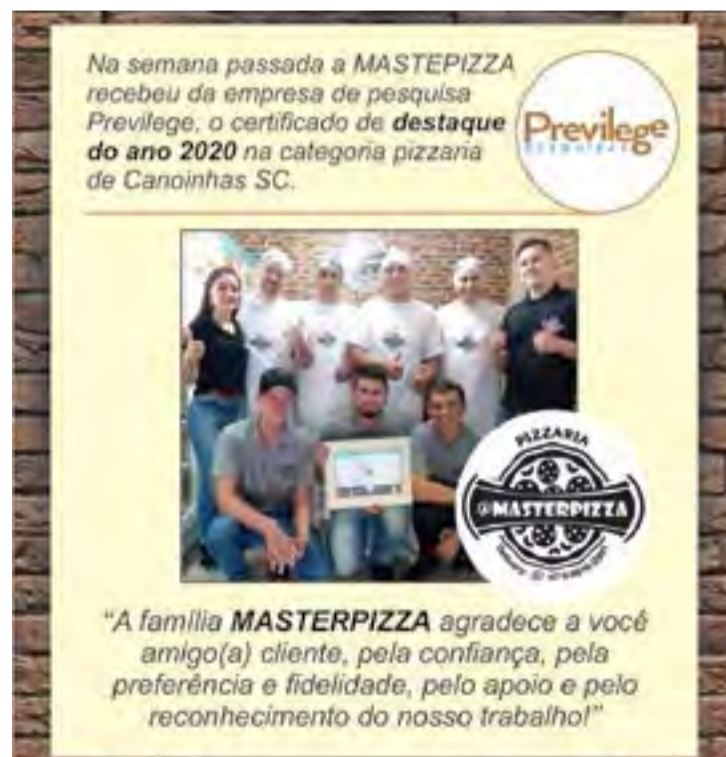 Na semana passada a MASTEPIZZA
recebeu da empresa de pesquisa
Previlege, o certificado de destaque
do ano 2020 na categoria pizzaria
de Canoinhas SC.
Previlege
PESQUISAS
PIZZARIA
@MASTERPIZZA
"A família MASTERPIZZA agradece a você
amigo(a) cliente, pela confiança, pela
preferência e fidelidade, pelo apoio e pelo
reconhecimento do nosso trabalho!"